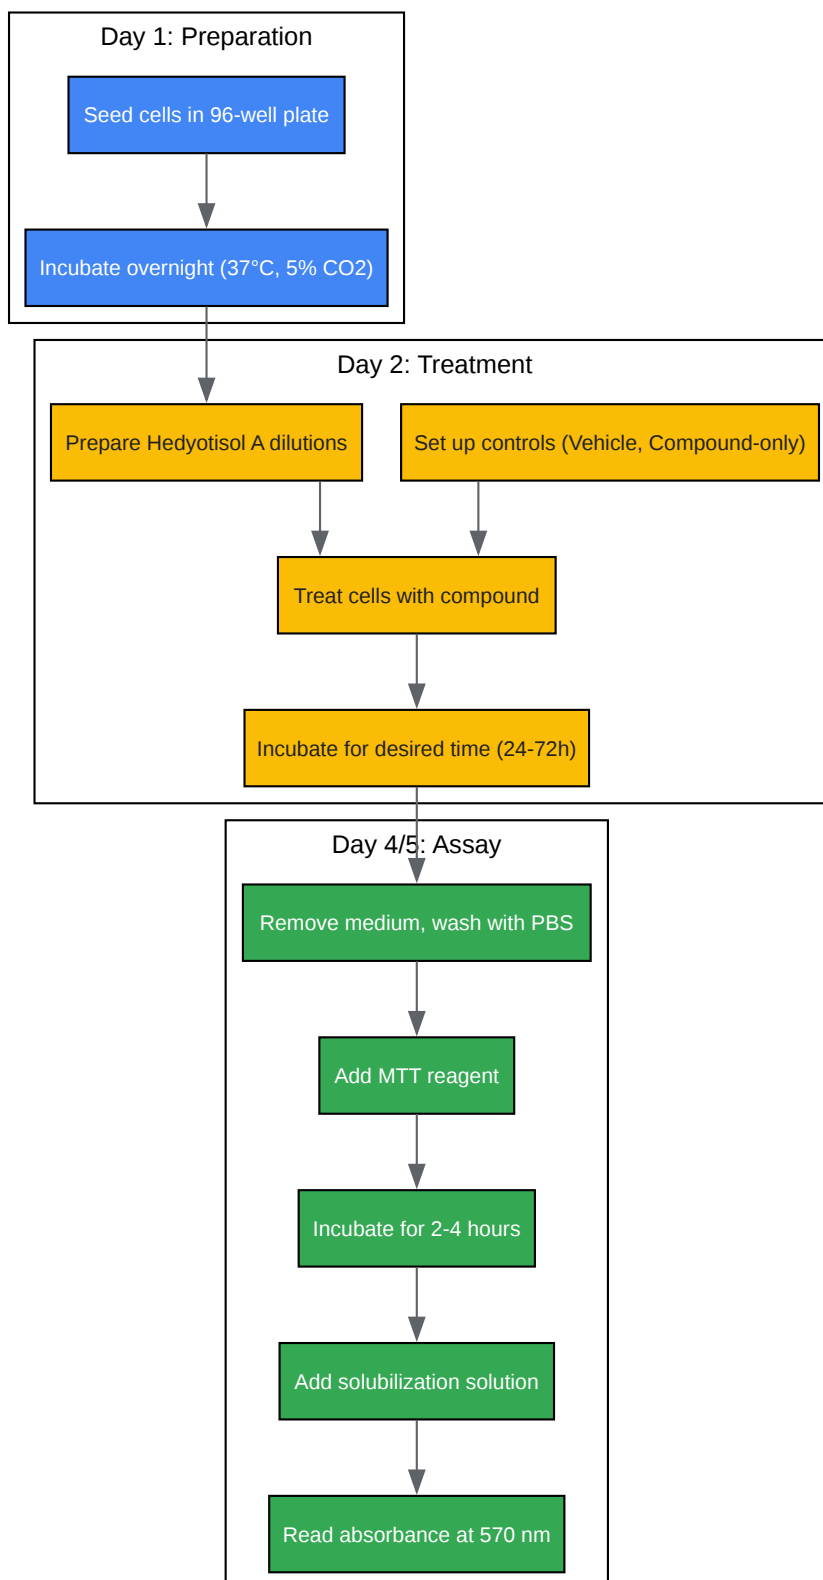 Day 1: Preparation
Seed cells in 96-well plate
Incubate overnight (37°C, 5% CO2)
Day 2: Treatment
Prepare Hedyotisol A dilutions
Set up controls (Vehicle, Compound-only)
Treat cells with compound
Incubate for desired time (24-72h)
Day 4/5: Assay
Remove medium, wash with PBS
Add MTT reagent
Incubate for 2-4 hours
Add solubilization solution
Read absorbance at 570 nm